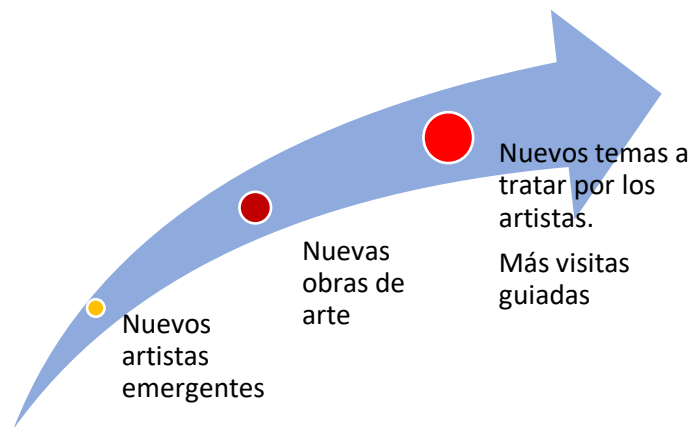 Nuevos
artistas
emergentes
Nuevas
obras de
arte
Nuevos temas a
tratar por los
artistas.
Más visitas
guiadas